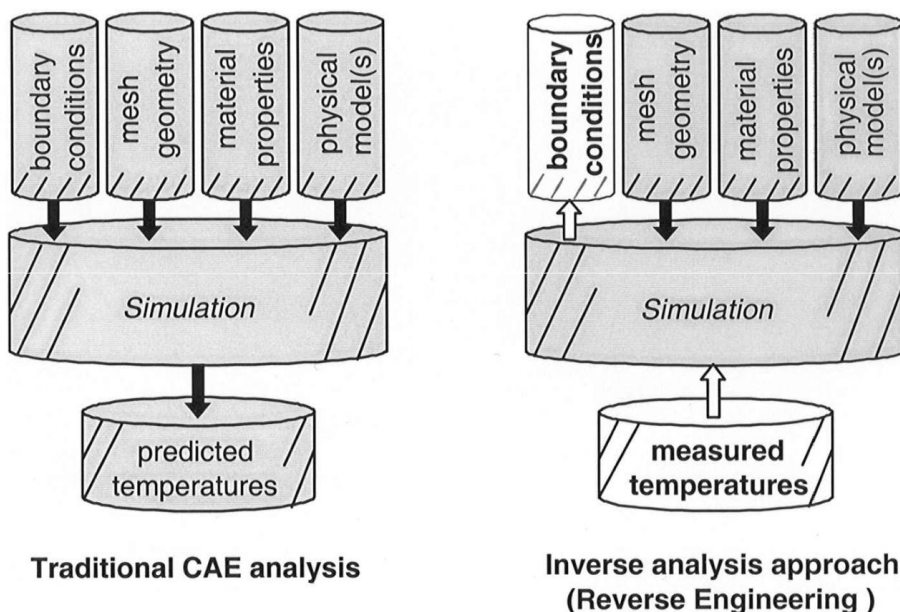 boundary
conditions
mesh
geometry
material
properties
physical
model(s)
Simulation
predicted
temperatures
Traditional CAE analysis
boundary
conditions
mesh
geometry
material
properties
physical
model(s)
Simulation
measured
temperatures
Inverse analysis approach
(Reverse Engineering )